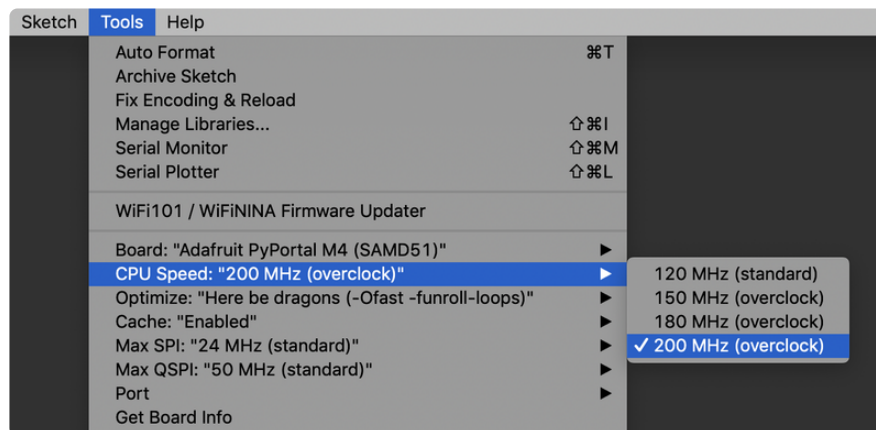 Sketch Tools Help
Auto Format ⌘T
Archive Sketch
Fix Encoding & Reload
Manage Libraries... ⇧⌘I
Serial Monitor ⇧⌘M
Serial Plotter ⇧⌘L
WiFi101 / WiFiNINA Firmware Updater
Board: "Adafruit PyPortal M4 (SAMD51)"
CPU Speed: "200 MHz (overclock)"
Optimize: "Here be dragons (-Ofast -funroll-loops)"
Cache: "Enabled"
Max SPI: "24 MHz (standard)"
Max QSPI: "50 MHz (standard)"
Port
Get Board Info
120 MHz (standard)
150 MHz (overclock)
180 MHz (overclock)
✓ 200 MHz (overclock)